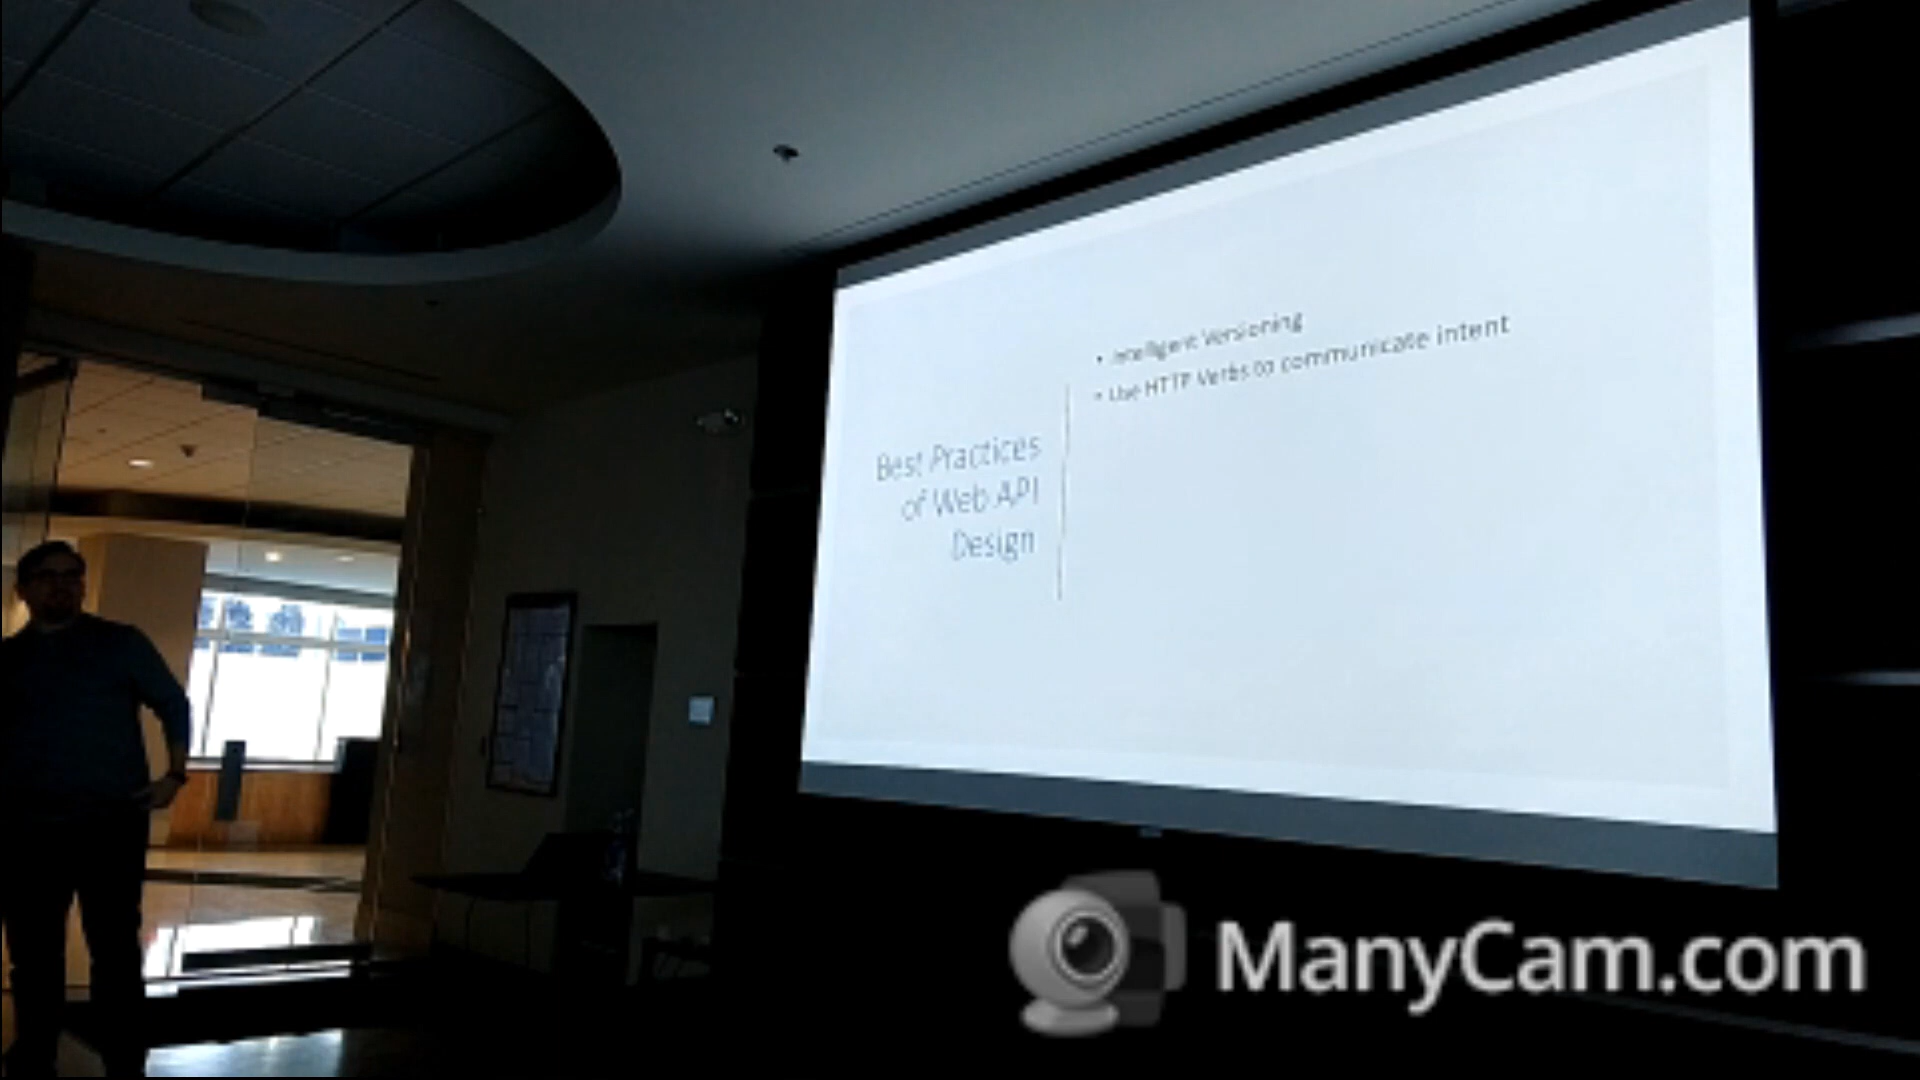 Best Practices
of Web API
Design
• Intelligent Versioning
• Use HTTP Verbs to communicate intent
ManyCam.com